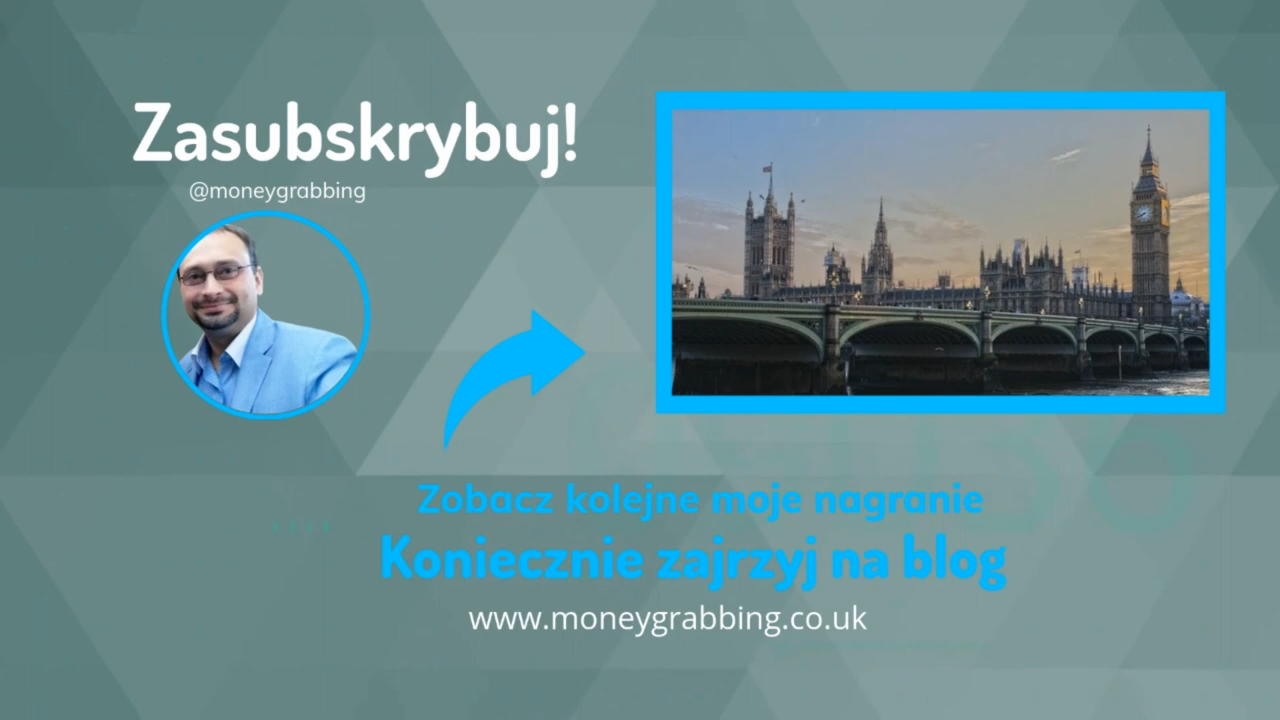 Zasubskrybuj!
@moneygrabbing
Zobacz kolejne moje nagranie
Koniecznie zajrzyj na blog
www.moneygrabbing.co.uk